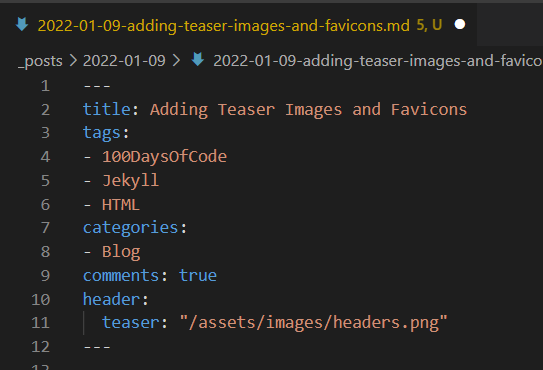 2022-01-09-adding-teaser-images-and-favicons.md 5, U
_posts > 2022-01-09 > 2022-01-09-adding-teaser-images-and-favico
1 ---
2 title: Adding Teaser Images and Favicons
3 tags:
4 - 100DaysOfCode
5 - Jekyll
6 - HTML
7 categories:
8 - Blog
9 comments: true
10 header:
11 teaser: "/assets/images/headers.png"
12 ---